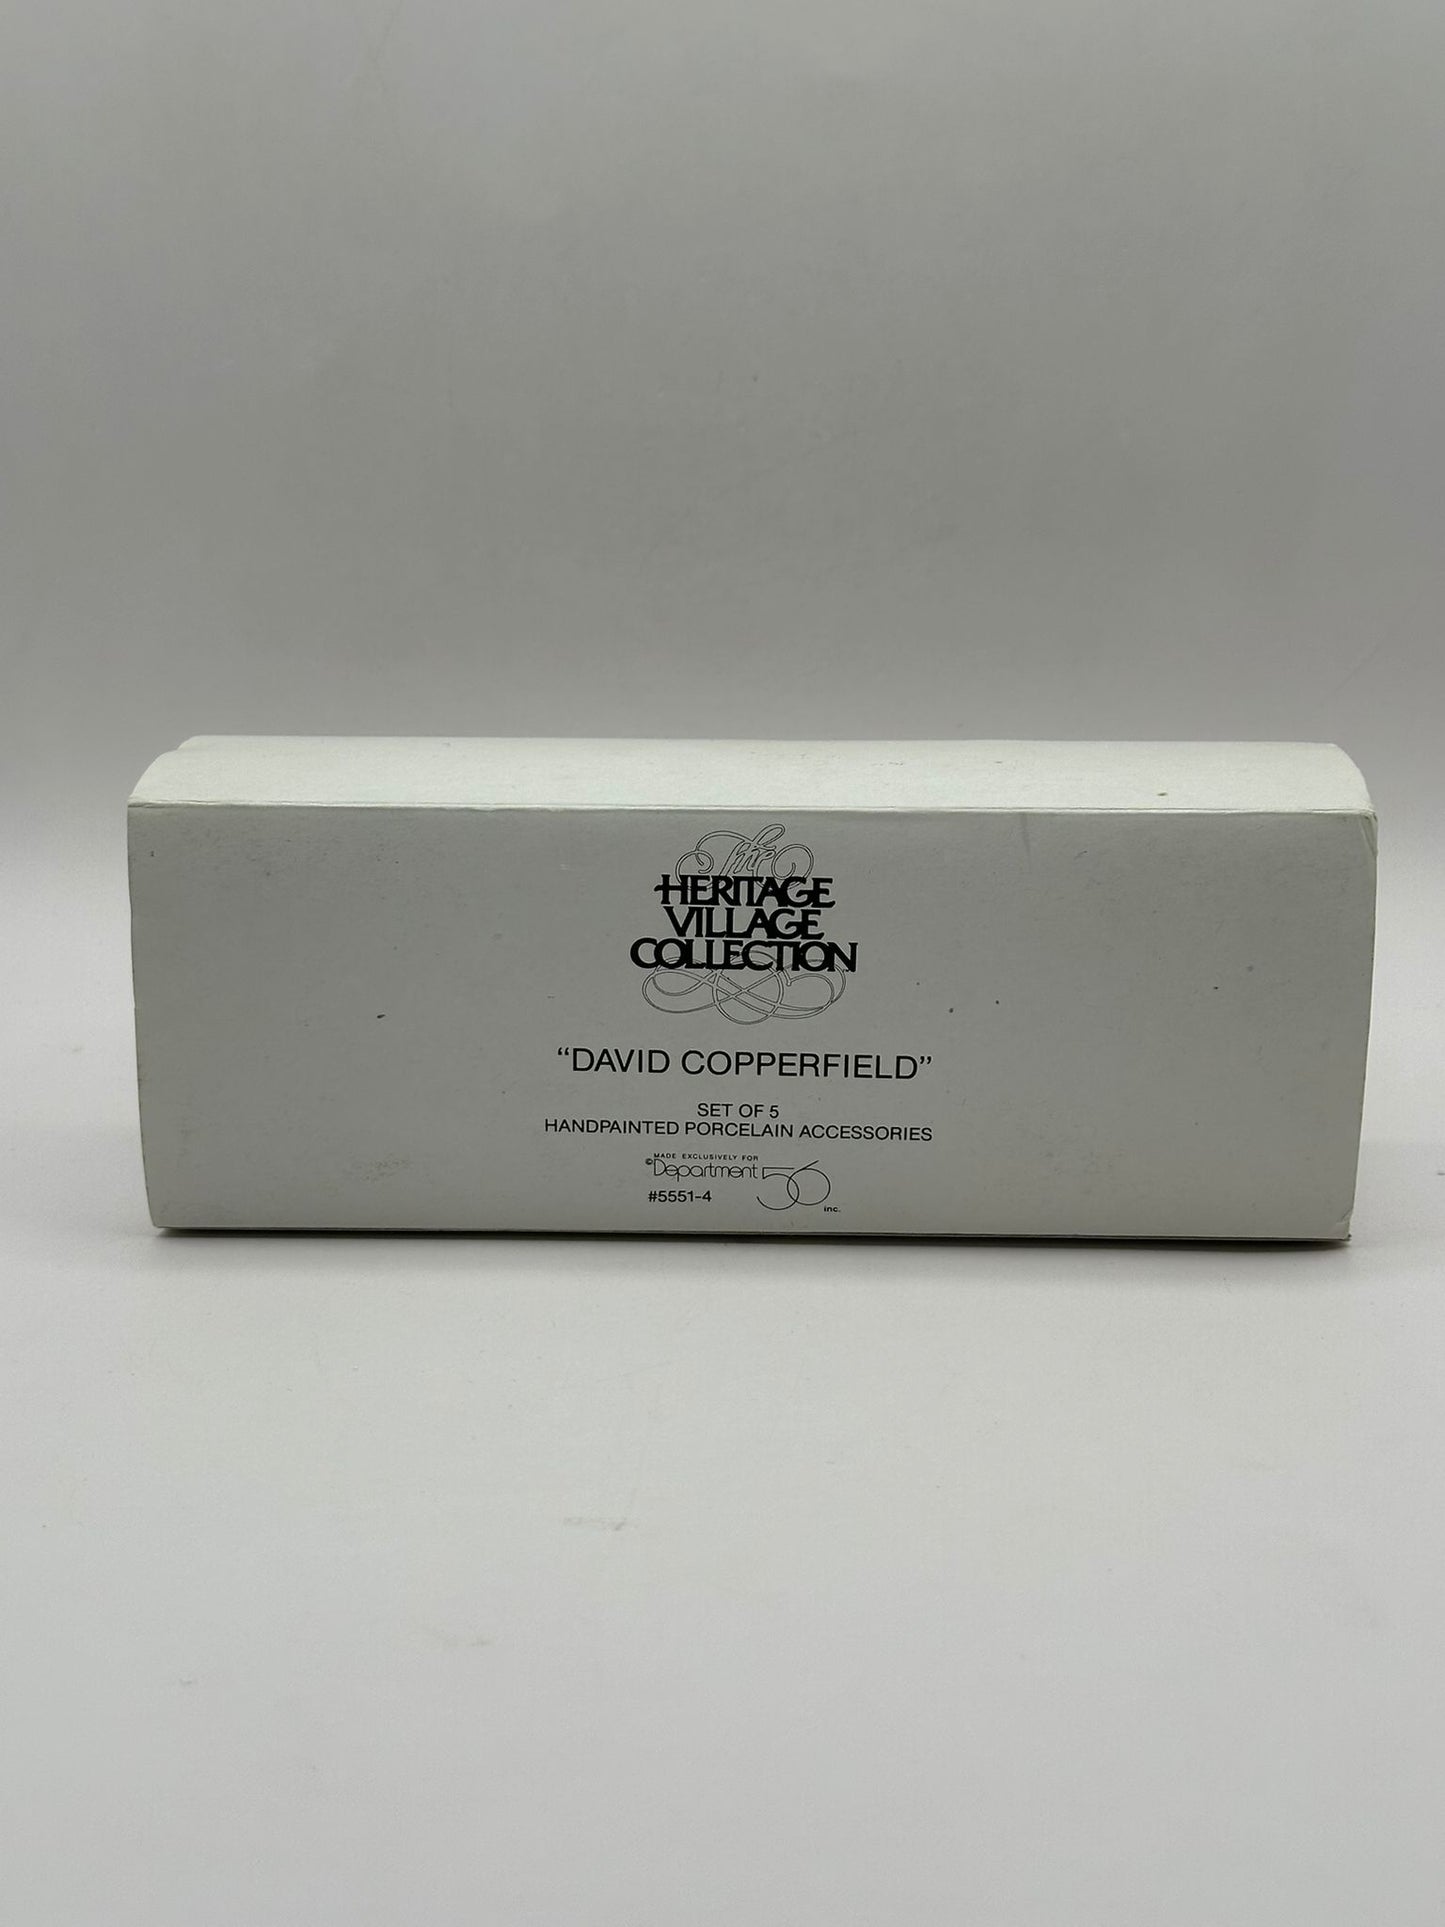 The
HERITAGE
VILLAGE
COLLECTION
“DAVID COPPERFIELD”
SET OF 5
HANDPAINTED PORCELAIN ACCESSORIES
MADE EXCLUSIVELY FOR
©Department 56 inc.
#5551-4